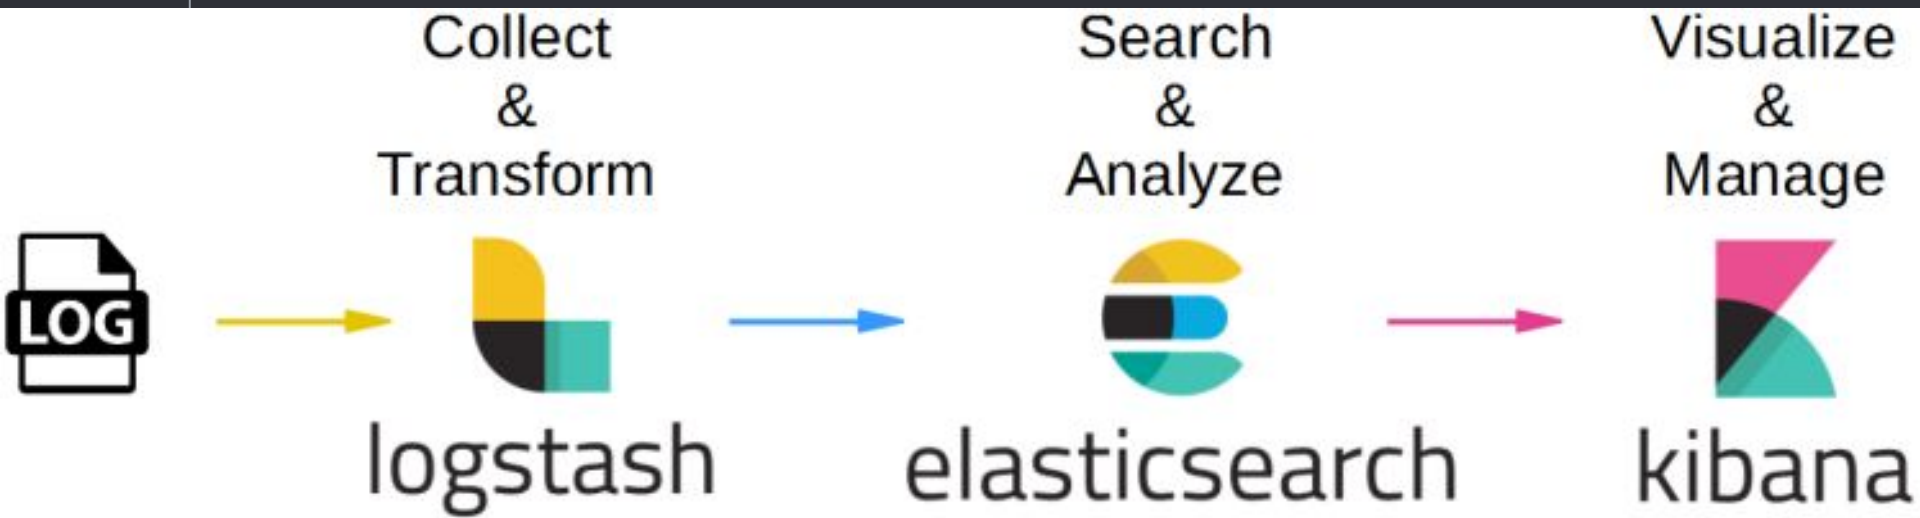 Collect
&
Transform
Search
&
Analyze
Visualize
&
Manage
LOG
logstash
elasticsearch
kibana